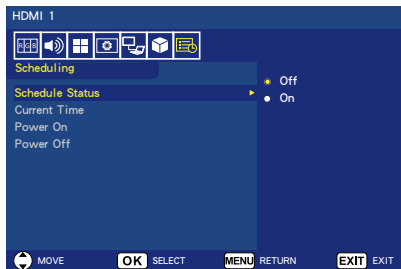 HDMI 1
RGB
Scheduling
Schedule Status
Off
On
Current Time
Power On
Power Off
MOVE OK SELECT MENU RETURN EXIT EXIT